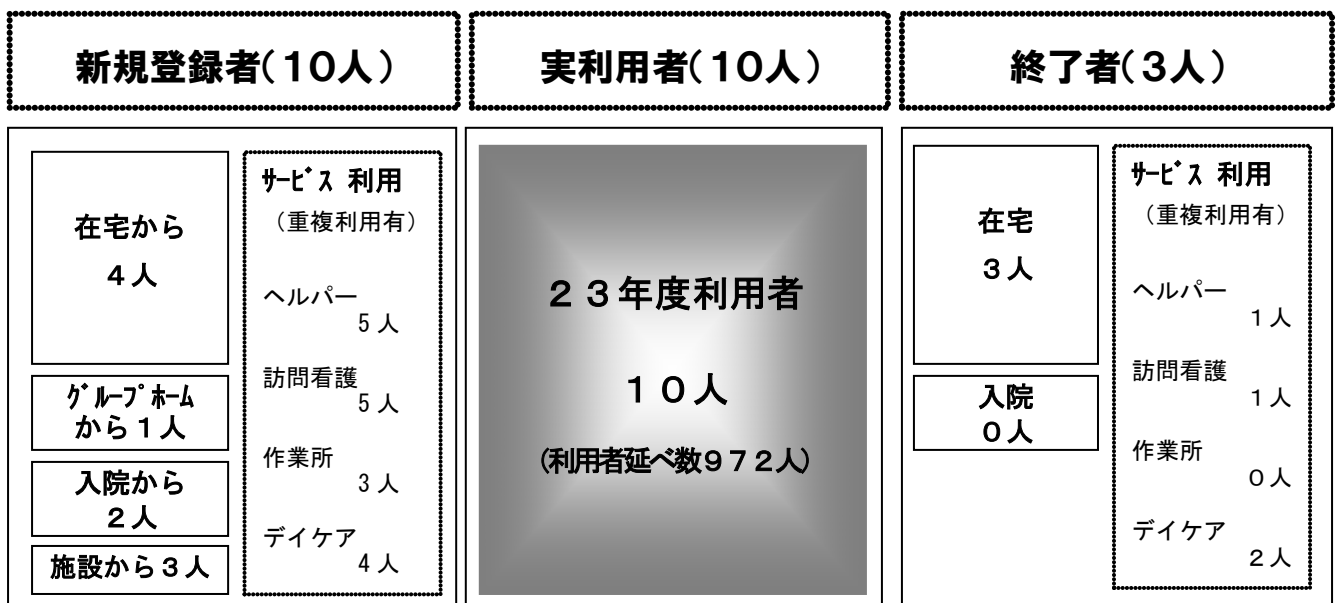 新規登録者(10人)
在宅から
4人
グループホーム
から1人
入院から
2人
施設から3人
サービス 利用
（重複利用有）
ヘルパー
5人
訪問看護
5人
作業所
3人
デイケア
4人
実利用者(10人)
２３年度利用者
１０人
(利用者延べ数９７２人)
終了者(3人)
在宅
3人
入院
0人
サービス 利用
（重複利用有）
ヘルパー
1人
訪問看護
1人
作業所
0人
デイケア
2人